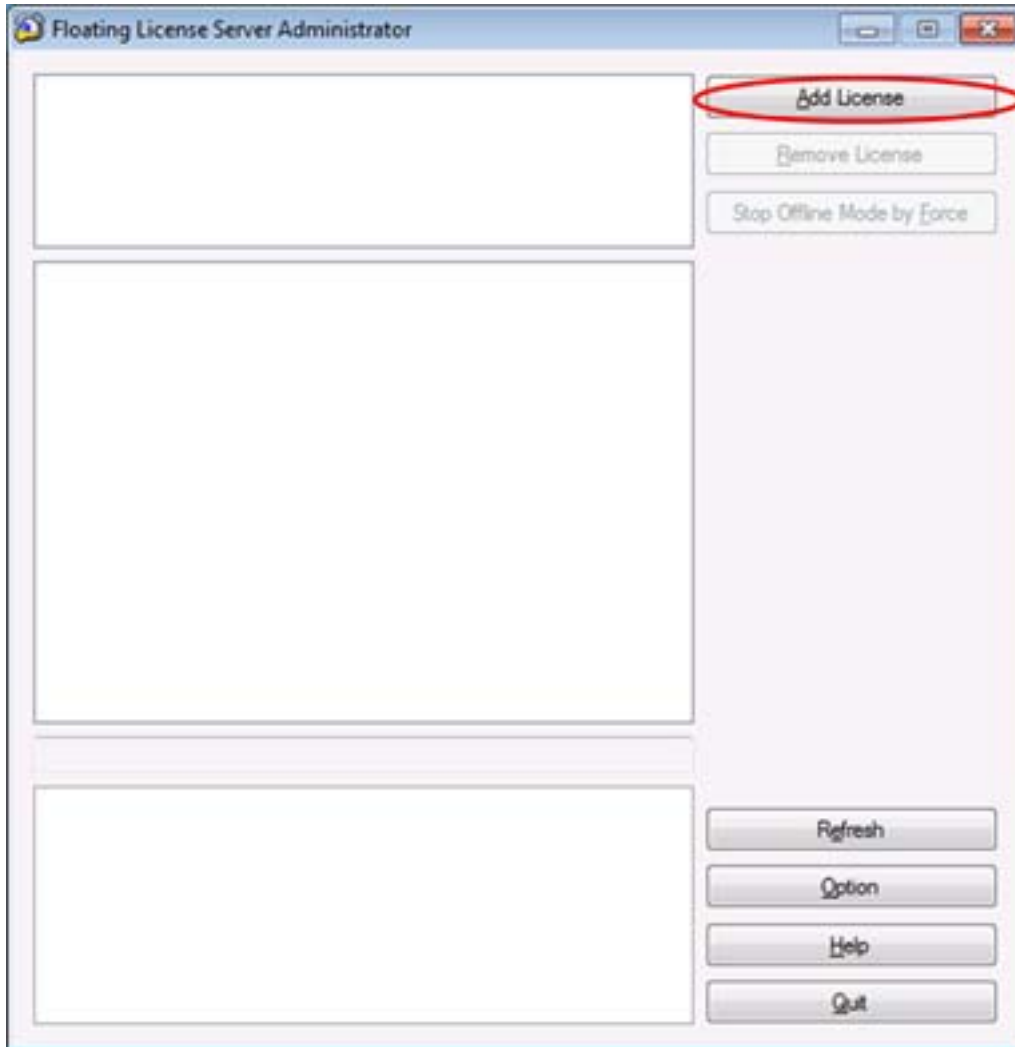 Floating License Server Administrator
Add License
Remove License
Stop Offline Mode by Force
Refresh
Option
Help
Quit